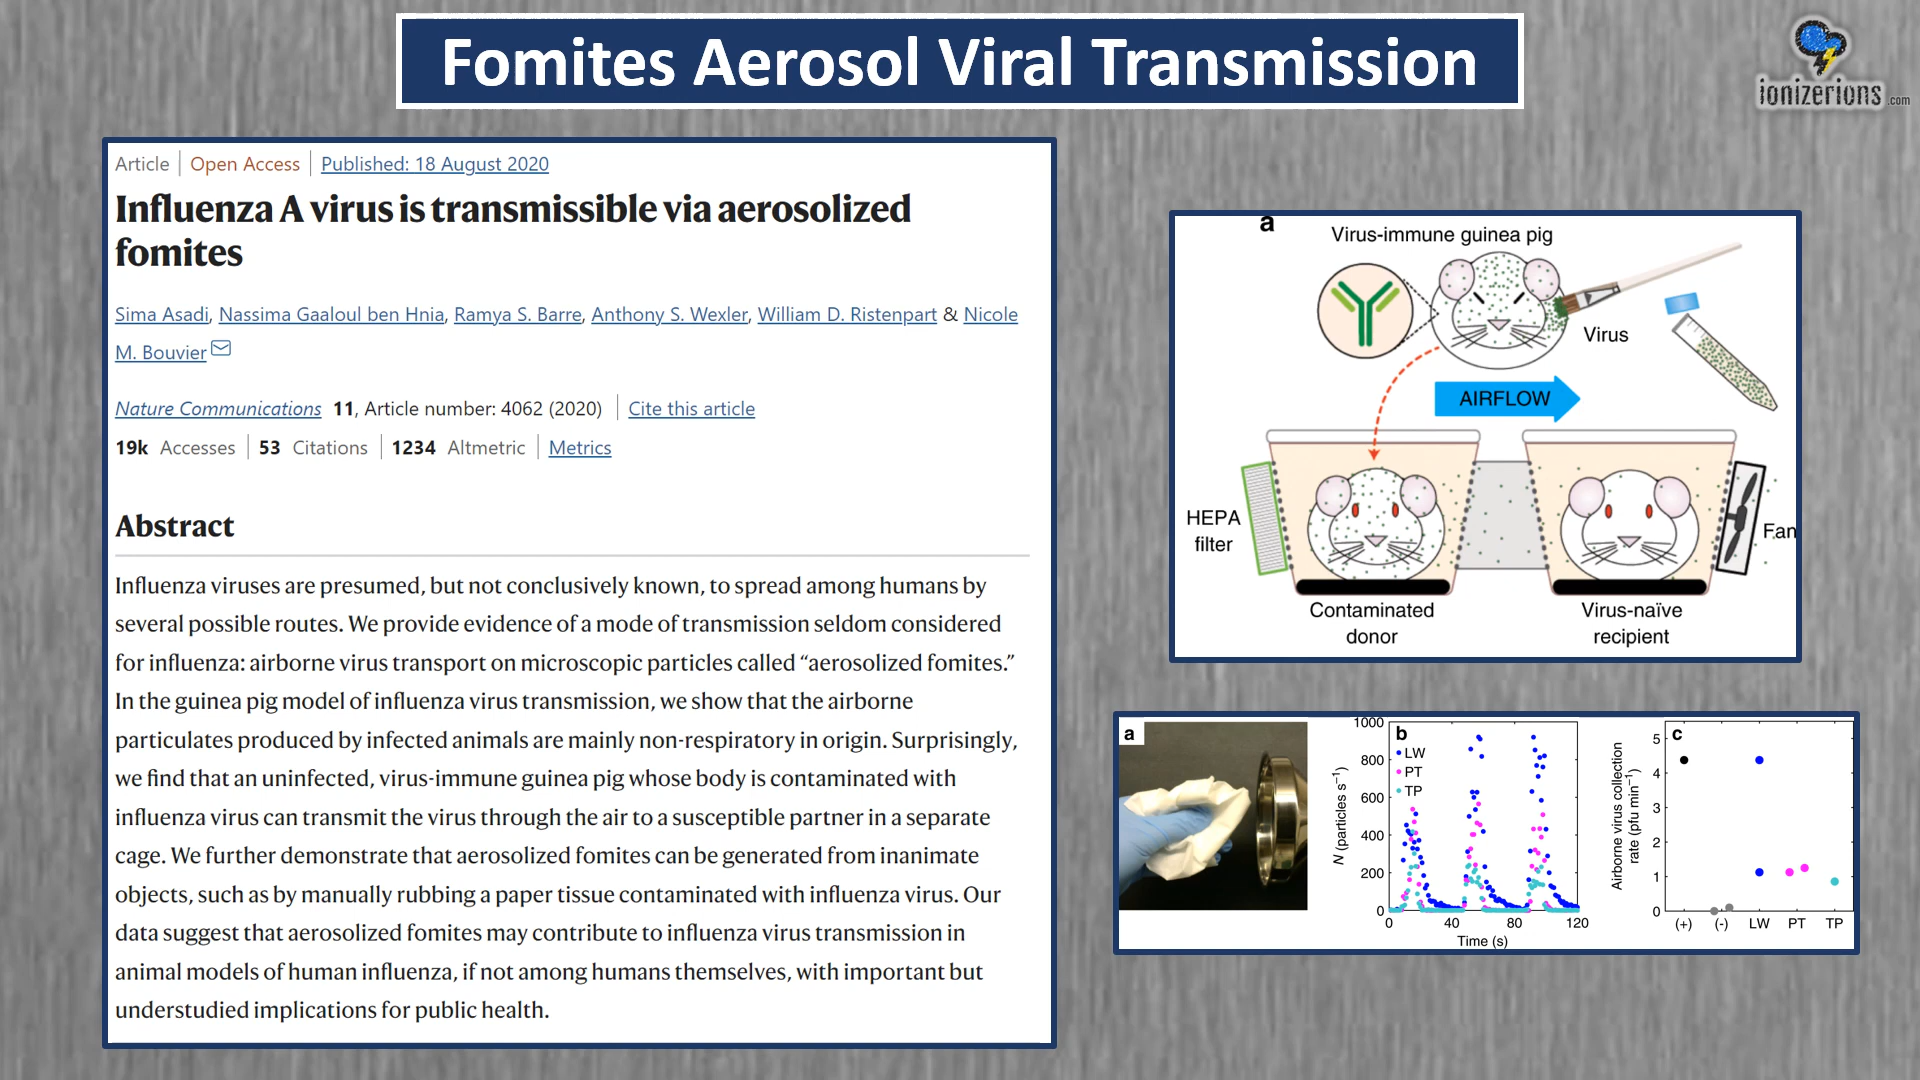 Fomites Aerosol Viral Transmission
ionizerions.com
Article | Open Access | Published: 18 August 2020
Influenza A virus is transmissible via aerosolized
fomites
Sima Asadi, Nassima Gaaloul ben Hnia, Ramya S. Barre, Anthony S. Wexler, William D. Ristenpart & Nicole
M. Bouvier
Nature Communications 11, Article number: 4062 (2020) | Cite this article
19k Accesses | 53 Citations | 1234 Altmetric | Metrics
Abstract
Influenza viruses are presumed, but not conclusively known, to spread among humans by
several possible routes. We provide evidence of a mode of transmission seldom considered
for influenza: airborne virus transport on microscopic particles called “aerosolized fomites.”
In the guinea pig model of influenza virus transmission, we show that the airborne
particulates produced by infected animals are mainly non-respiratory in origin. Surprisingly,
we find that an uninfected, virus-immune guinea pig whose body is contaminated with
influenza virus can transmit the virus through the air to a susceptible partner in a separate
cage. We further demonstrate that aerosolized fomites can be generated from inanimate
objects, such as by manually rubbing a paper tissue contaminated with influenza virus. Our
data suggest that aerosolized fomites may contribute to influenza virus transmission in
animal models of human influenza, if not among humans themselves, with important but
understudied implications for public health.
a
Virus-immune guinea pig
Virus
AIRFLOW
HEPA
filter
Fan
Contaminated
donor
Virus-naïve
recipient
a
b
LW
PT
TP
N (particles s⁻¹)
1000
800
600
400
200
0
0 40 80 120
Time (s)
c
Airborne virus collection
rate (pfu min⁻¹)
5
4
3
2
1
0
(+) (-) LW PT TP